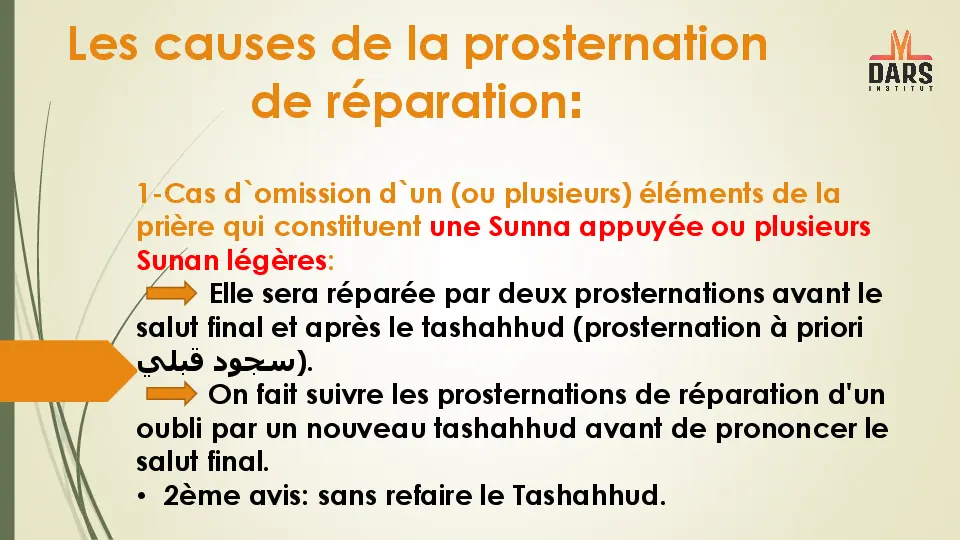 Les causes de la prosternation
de réparation:
DARS
INSTITUT
1-Cas d`omission d`un (ou plusieurs) éléments de la
prière qui constituent une Sunna appuyée ou plusieurs
Sunan légères:
Elle sera réparée par deux prosternations avant le
salut final et après le tashahhud (prosternation à priori
سجود قبلي).
On fait suivre les prosternations de réparation d'un
oubli par un nouveau tashahhud avant de prononcer le
salut final.
• 2ème avis: sans refaire le Tashahhud.